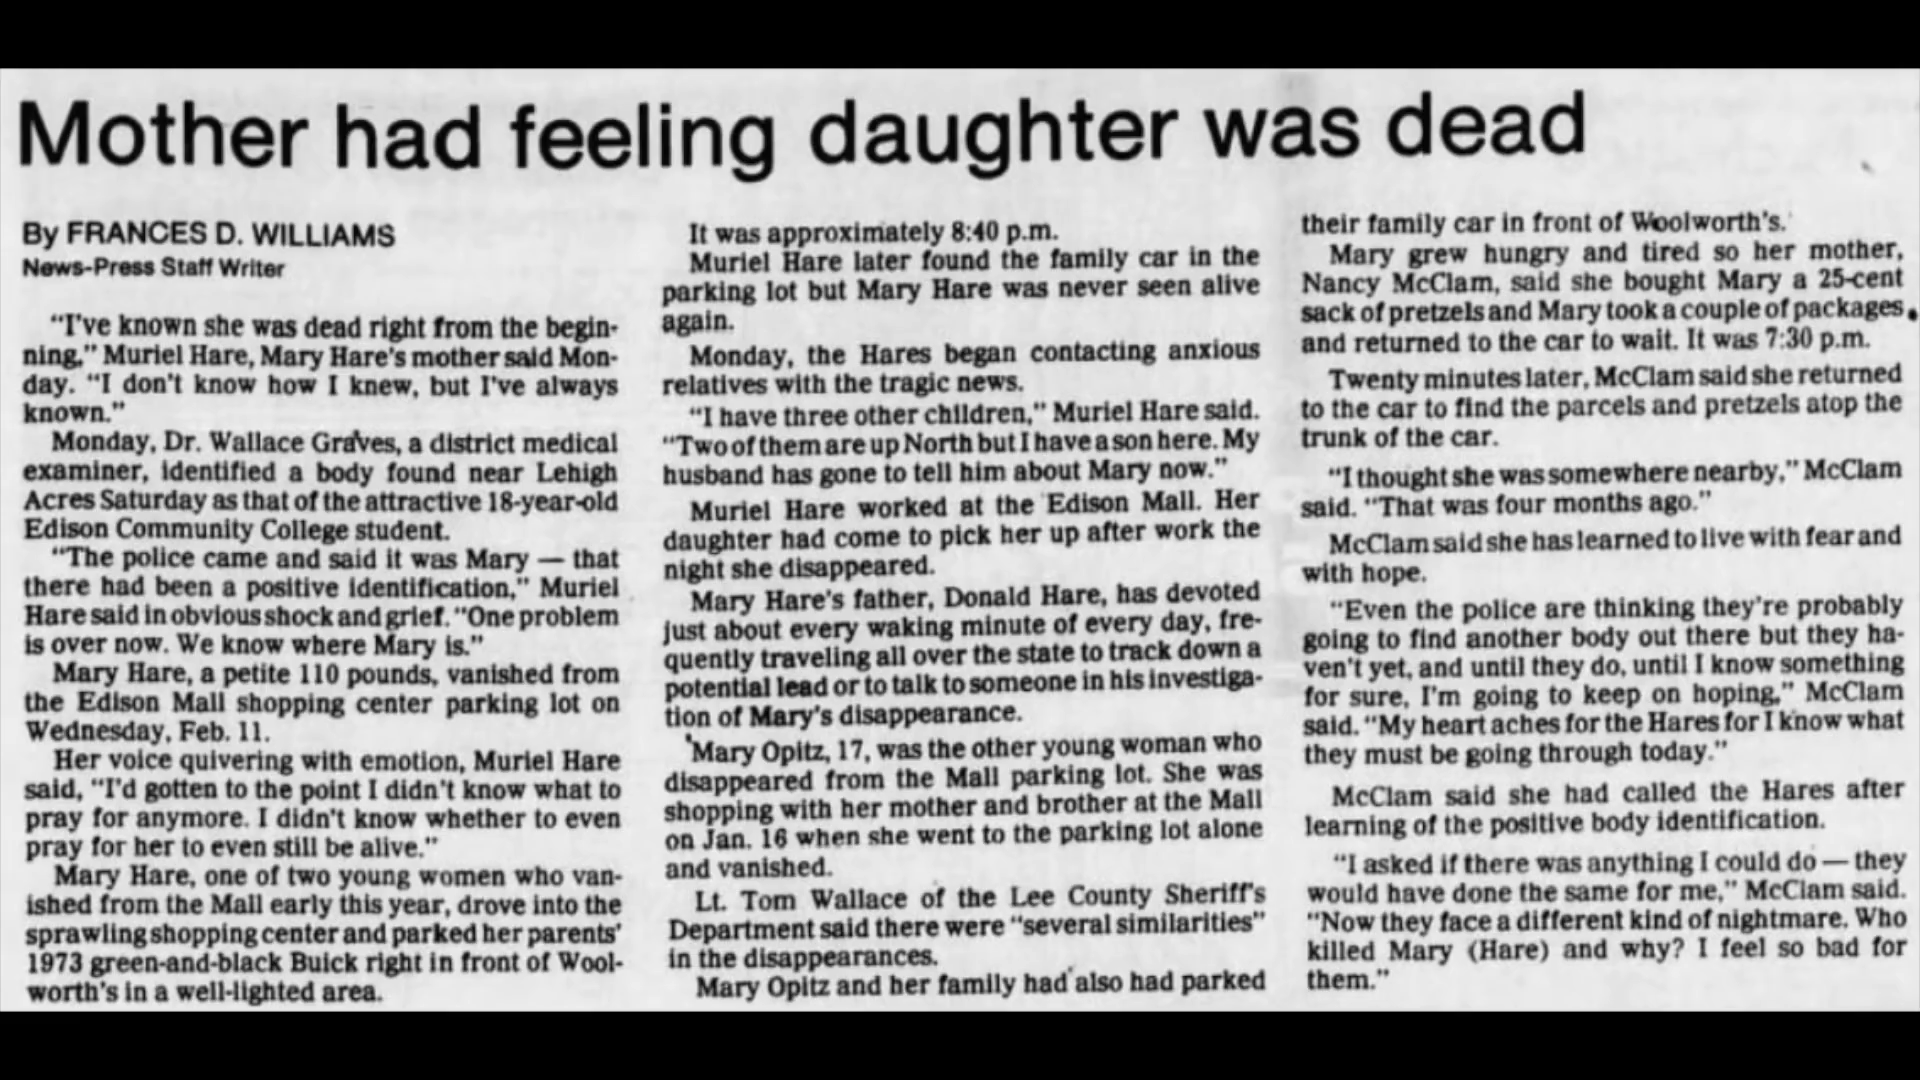 Mother had feeling daughter was dead
By FRANCES D. WILLIAMS
News-Press Staff Writer
"I've known she was dead right from the begin-
ning," Muriel Hare, Mary Hare's mother said Mon-
day. "I don't know how I knew, but I've always
known."
Monday, Dr. Wallace Graves, a district medical
examiner, identified a body found near Lehigh
Acres Saturday as that of the attractive 18-year-old
Edison Community College student.
"The police came and said it was Mary — that
there had been a positive identification," Muriel
Hare said in obvious shock and grief. "One problem
is over now. We know where Mary is."
Mary Hare, a petite 110 pounds, vanished from
the Edison Mall shopping center parking lot on
Wednesday, Feb. 11.
Her voice quivering with emotion, Muriel Hare
said, "I'd gotten to the point I didn't know what to
pray for anymore. I didn't know whether to even
pray for her to even still be alive."
Mary Hare, one of two young women who van-
ished from the Mall early this year, drove into the
sprawling shopping center and parked her parents'
1973 green-and-black Buick right in front of Wool-
worth's in a well-lighted area.
It was approximately 8:40 p.m.
Muriel Hare later found the family car in the
parking lot but Mary Hare was never seen alive
again.
Monday, the Hares began contacting anxious
relatives with the tragic news.
"I have three other children," Muriel Hare said.
"Two of them are up North but I have a son here. My
husband has gone to tell him about Mary now."
Muriel Hare worked at the Edison Mall. Her
daughter had come to pick her up after work the
night she disappeared.
Mary Hare's father, Donald Hare, has devoted
just about every waking minute of every day, fre-
quently traveling all over the state to track down a
potential lead or to talk to someone in his investiga-
tion of Mary's disappearance.
Mary Opitz, 17, was the other young woman who
disappeared from the Mall parking lot. She was
shopping with her mother and brother at the Mall
on Jan. 16 when she went to the parking lot alone
and vanished.
Lt. Tom Wallace of the Lee County Sheriff's
Department said there were "several similarities"
in the disappearances.
Mary Opitz and her family had also had parked
their family car in front of Woolworth's.
Mary grew hungry and tired so her mother,
Nancy McClam, said she bought Mary a 25-cent
sack of pretzels and Mary took a couple of packages
and returned to the car to wait. It was 7:30 p.m.
Twenty minutes later, McClam said she returned
to the car to find the parcels and pretzels atop the
trunk of the car.
"I thought she was somewhere nearby," McClam
said. "That was four months ago."
McClam said she has learned to live with fear and
with hope.
"Even the police are thinking they're probably
going to find another body out there but they ha-
ven't yet, and until they do, until I know something
for sure, I'm going to keep on hoping," McClam
said. "My heart aches for the Hares for I know what
they must be going through today."
McClam said she had called the Hares after
learning of the positive body identification.
"I asked if there was anything I could do — they
would have done the same for me," McClam said.
"Now they face a different kind of nightmare. Who
killed Mary (Hare) and why? I feel so bad for
them."